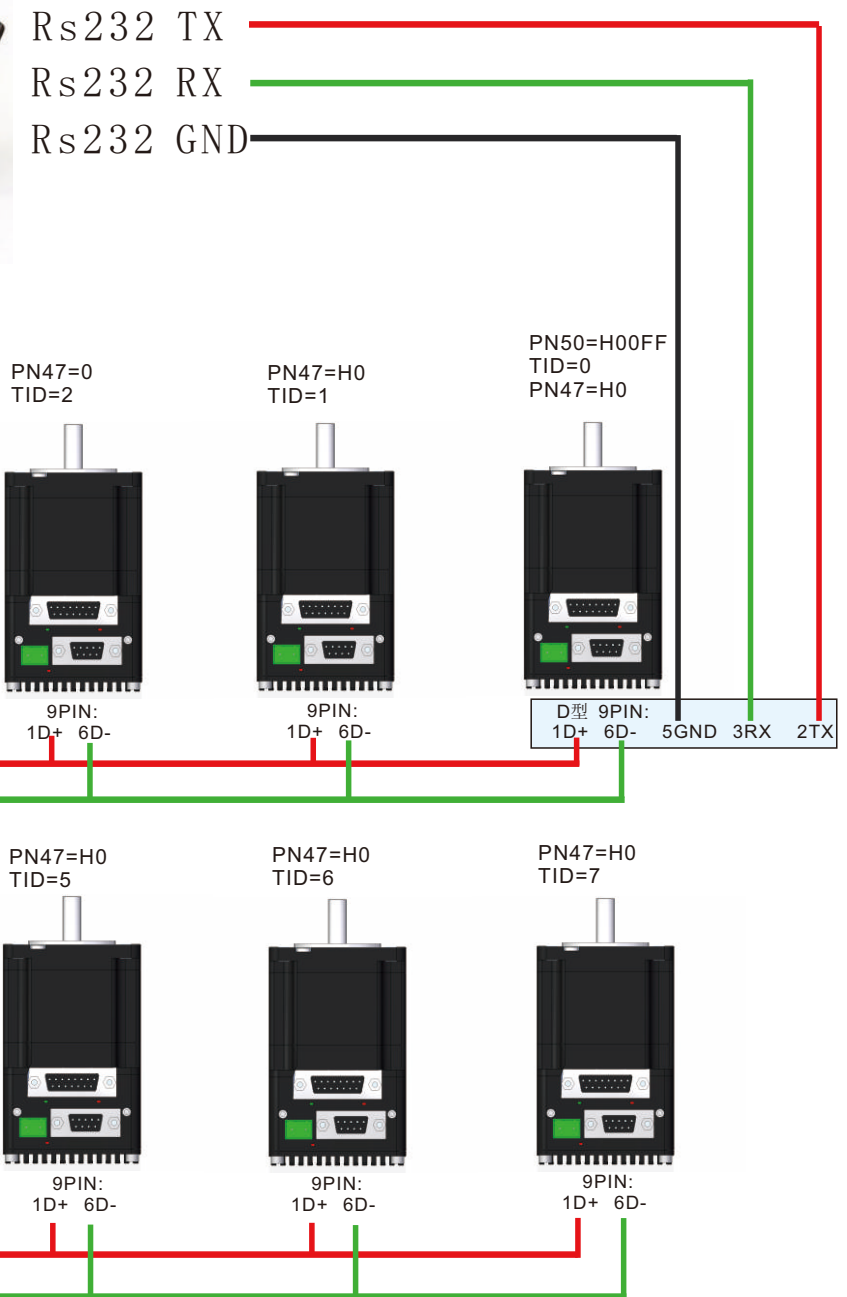 Rs232 TX
Rs232 RX
Rs232 GND
PN47=0
TID=2
PN47=H0
TID=1
PN50=H00FF
TID=0
PN47=H0
9PIN:
1D+ 6D-
9PIN:
1D+ 6D-
D型 9PIN:
1D+ 6D- 5GND 3RX 2TX
PN47=H0
TID=5
PN47=H0
TID=6
PN47=H0
TID=7
9PIN:
1D+ 6D-
9PIN:
1D+ 6D-
9PIN:
1D+ 6D-